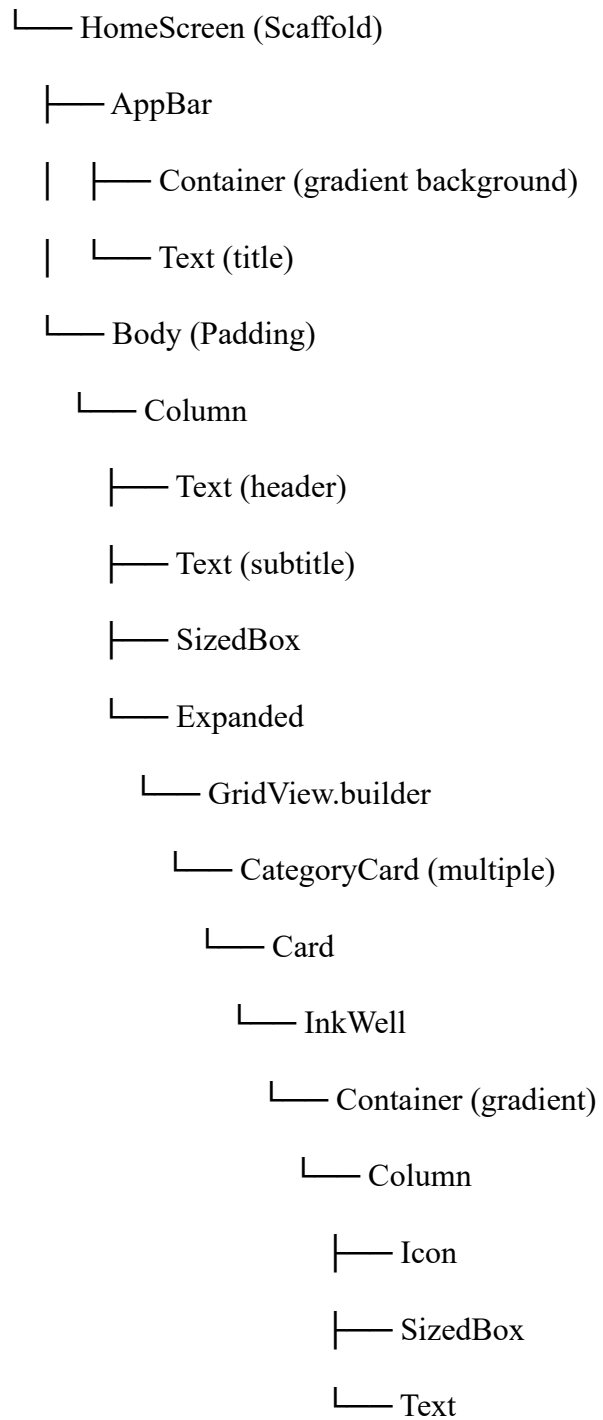 └── HomeScreen (Scaffold)
├── AppBar
│ ├── Container (gradient background)
│ └── Text (title)
└── Body (Padding)
└── Column
├── Text (header)
├── Text (subtitle)
├── SizedBox
└── Expanded
└── GridView.builder
└── CategoryCard (multiple)
└── Card
└── InkWell
└── Container (gradient)
└── Column
├── Icon
├── SizedBox
└── Text